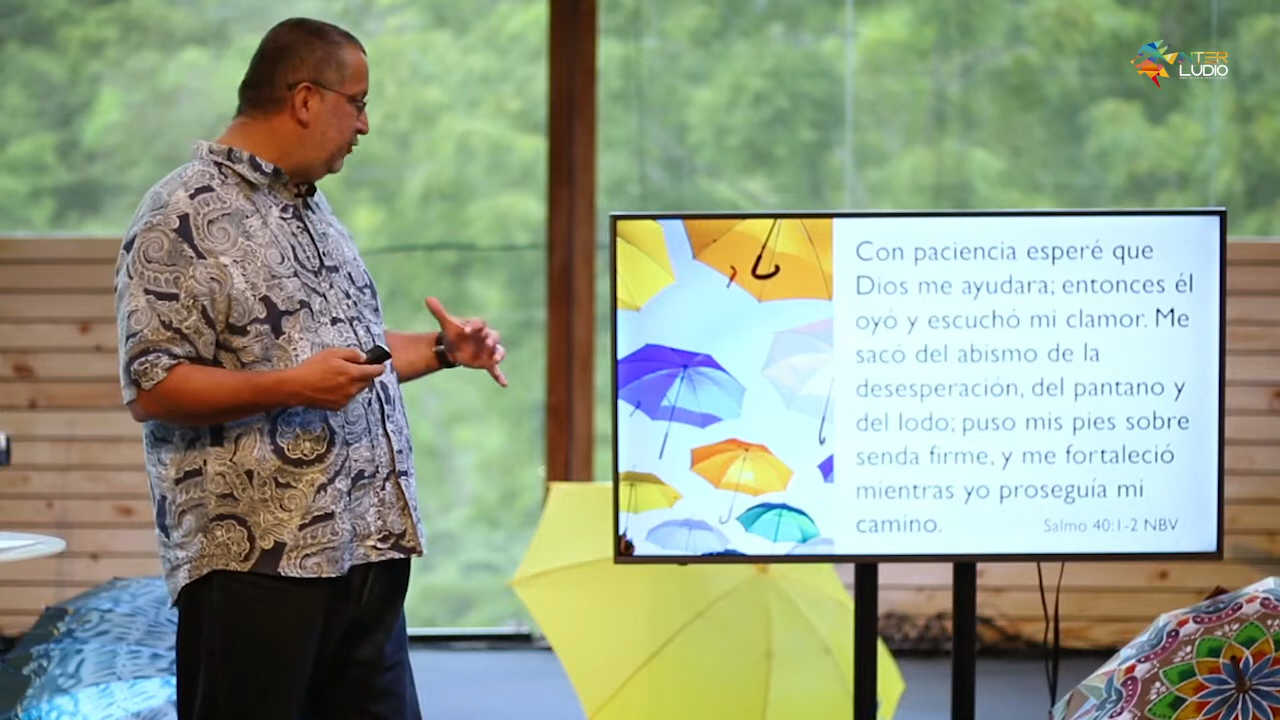 INTER
LUDIO
Con paciencia esperé que
Dios me ayudara; entonces él
oyó y escuchó mi clamor. Me
sacó del abismo de la
desesperación, del pantano y
del lodo; puso mis pies sobre
senda firme, y me fortaleció
mientras yo proseguía mi
camino.
Salmo 40:1-2 NBV